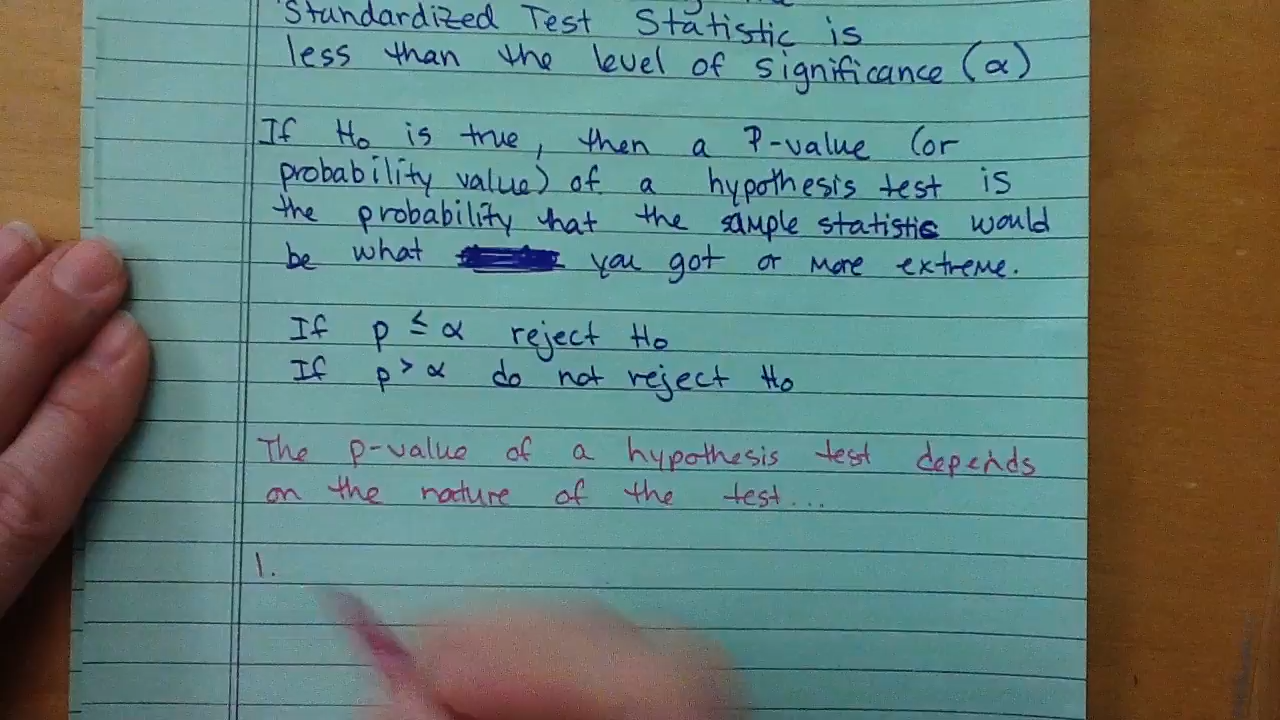 Standardized Test Statistic is
less than the level of significance (α)
If H₀ is true, then a P-value (or
probability value) of a hypothesis test is
the probability that the sample statistic would
be what you got or more extreme.
If p ≤ α reject H₀
If p > α do not reject H₀
The p-value of a hypothesis test depends
on the nature of the test...
1.